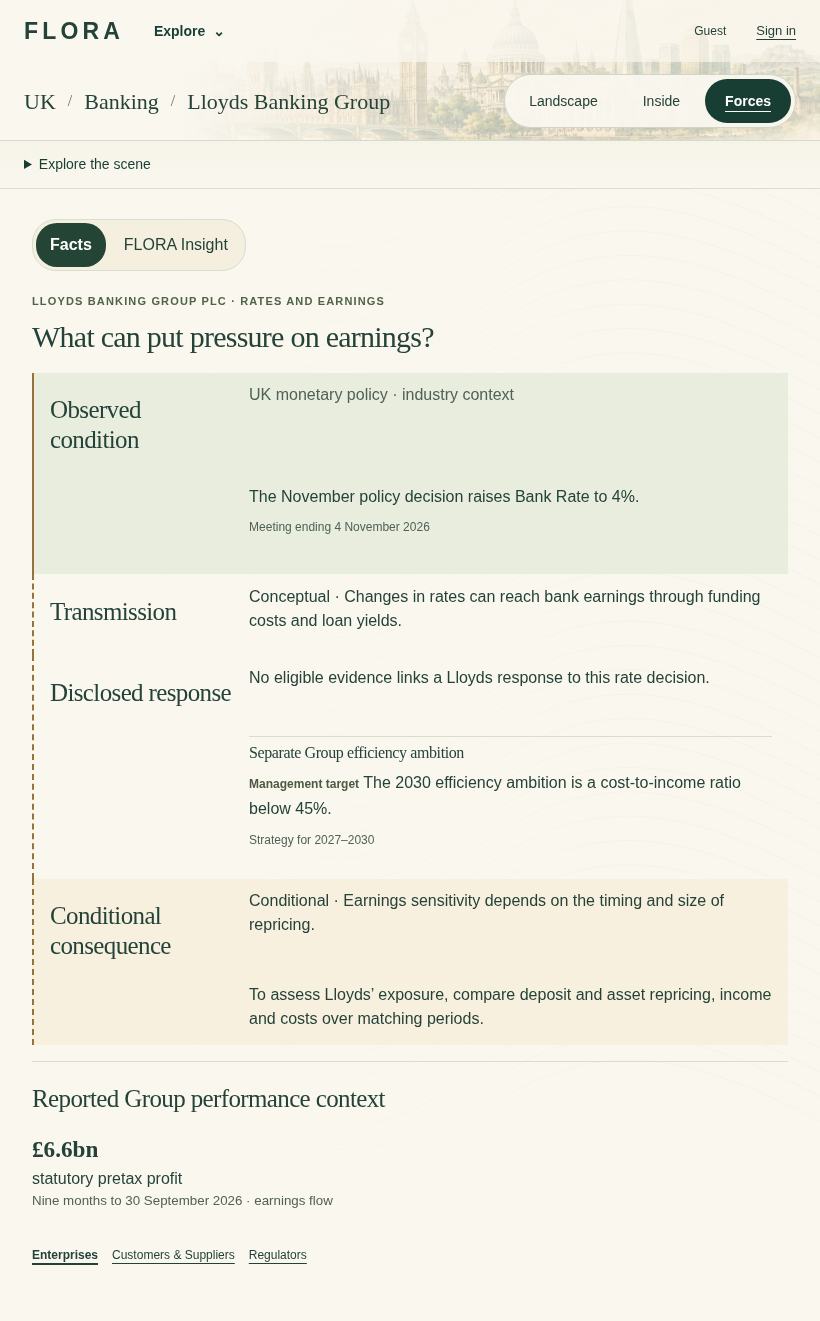 FLORA
Explore ⌄
Guest
Sign in
UK / Banking / Lloyds Banking Group
Landscape
Inside
Forces
▶ Explore the scene
Facts
FLORA Insight
LLOYDS BANKING GROUP PLC · RATES AND EARNINGS
What can put pressure on earnings?
Observed
condition
UK monetary policy · industry context
The November policy decision raises Bank Rate to 4%.
Meeting ending 4 November 2026
Transmission
Conceptual · Changes in rates can reach bank earnings through funding
costs and loan yields.
Disclosed response
No eligible evidence links a Lloyds response to this rate decision.
Separate Group efficiency ambition
Management target The 2030 efficiency ambition is a cost-to-income ratio
below 45%.
Strategy for 2027–2030
Conditional
consequence
Conditional · Earnings sensitivity depends on the timing and size of
repricing.
To assess Lloyds’ exposure, compare deposit and asset repricing, income
and costs over matching periods.
Reported Group performance context
£6.6bn
statutory pretax profit
Nine months to 30 September 2026 · earnings flow
Enterprises
Customers & Suppliers
Regulators